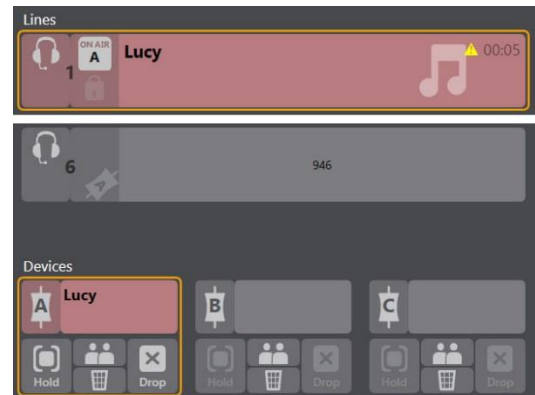 Lines
ON AIR
A
1
Lucy
00:05
6
A
946
Devices
A
Lucy
B
C
Hold
Drop
Hold
Drop
Hold
Drop